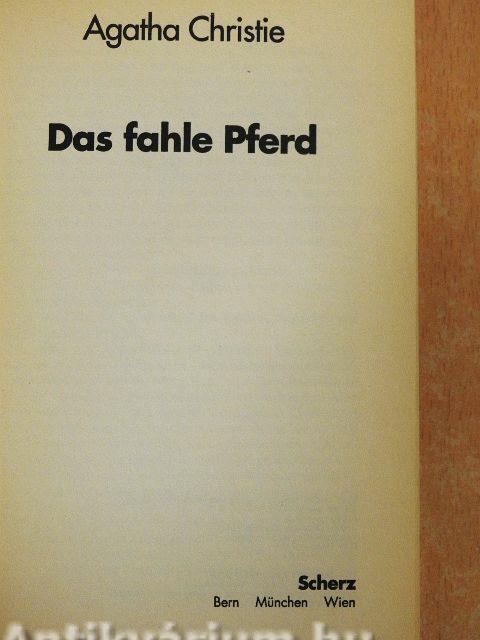 Agatha Christie
Das fahle Pferd
Scherz
Bern München Wien
Antikvárium.hu